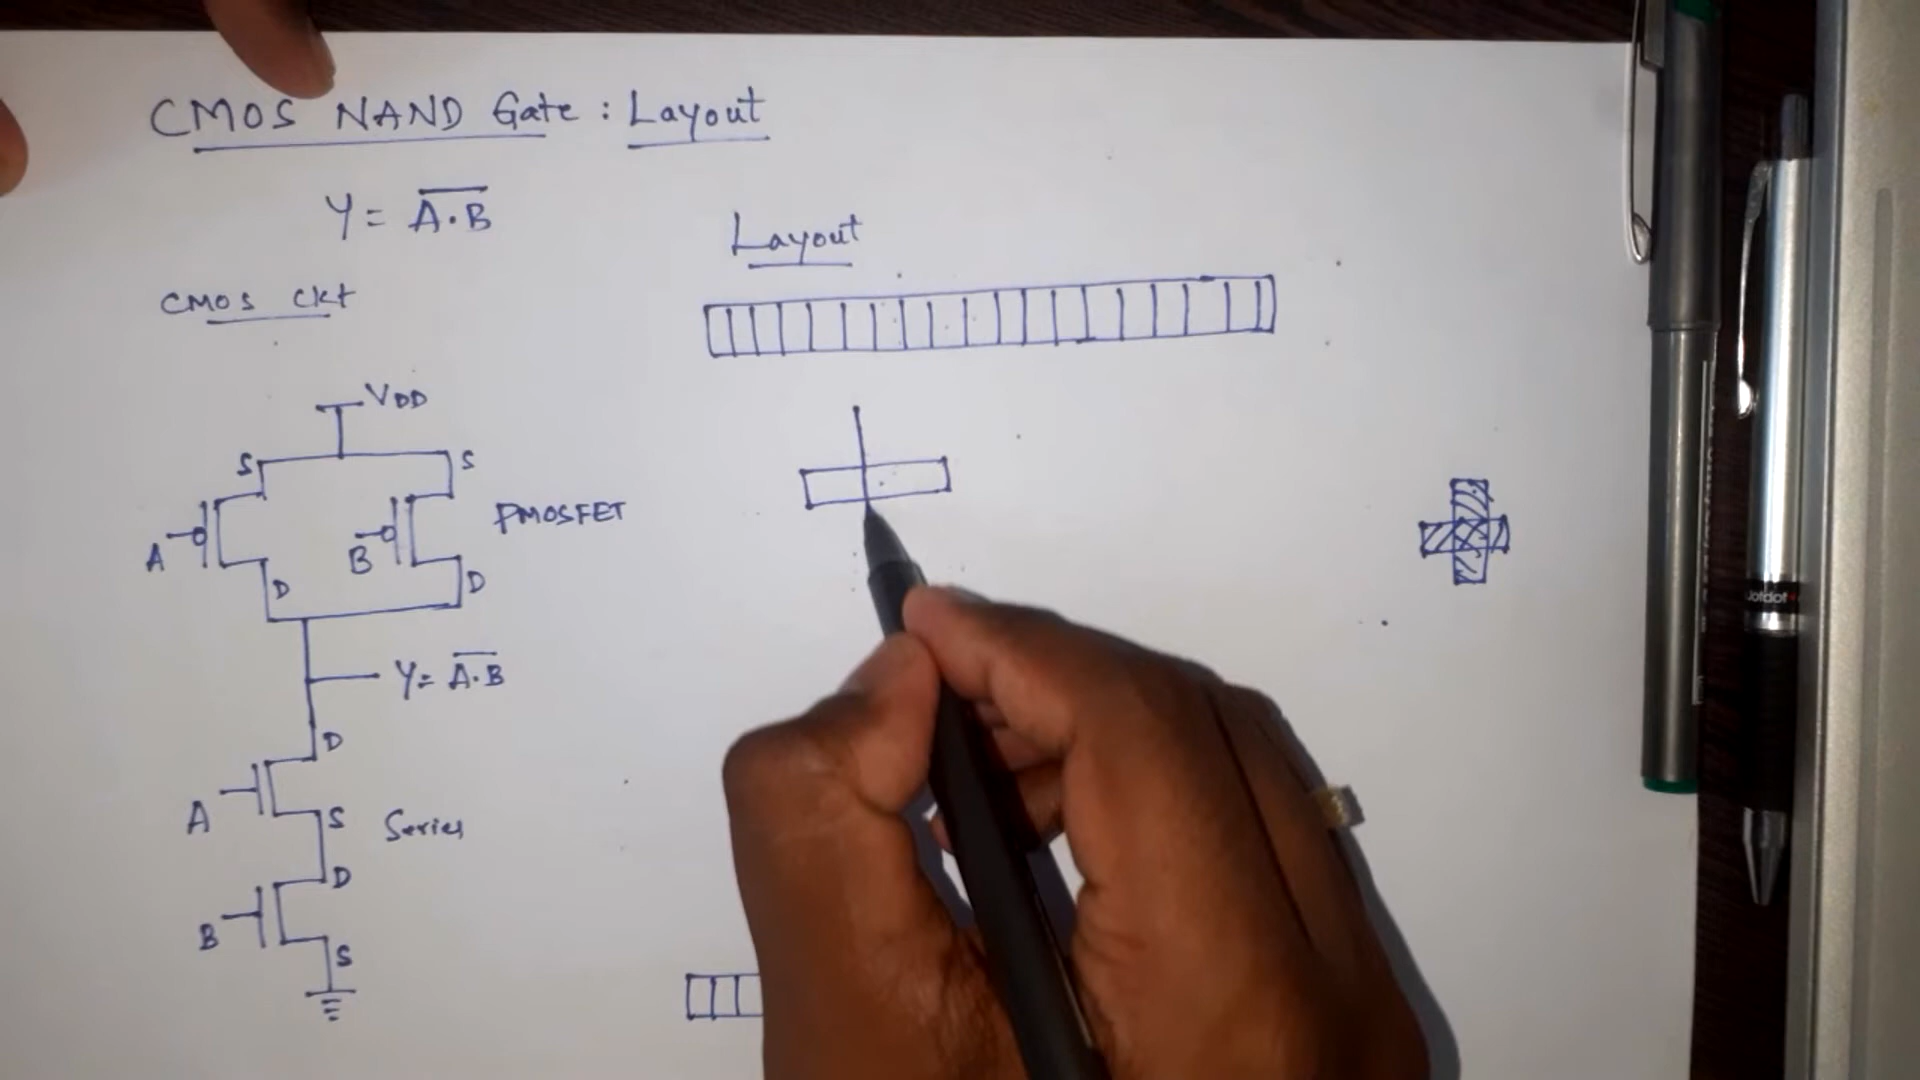 CMOS NAND Gate : Layout
Y = A̅·̅B̅
Layout
CMOS ckt
VDD
S S
A B PMOSFET
D D
Y = A̅·̅B̅
D
A S Series
D
B S
Jotdot